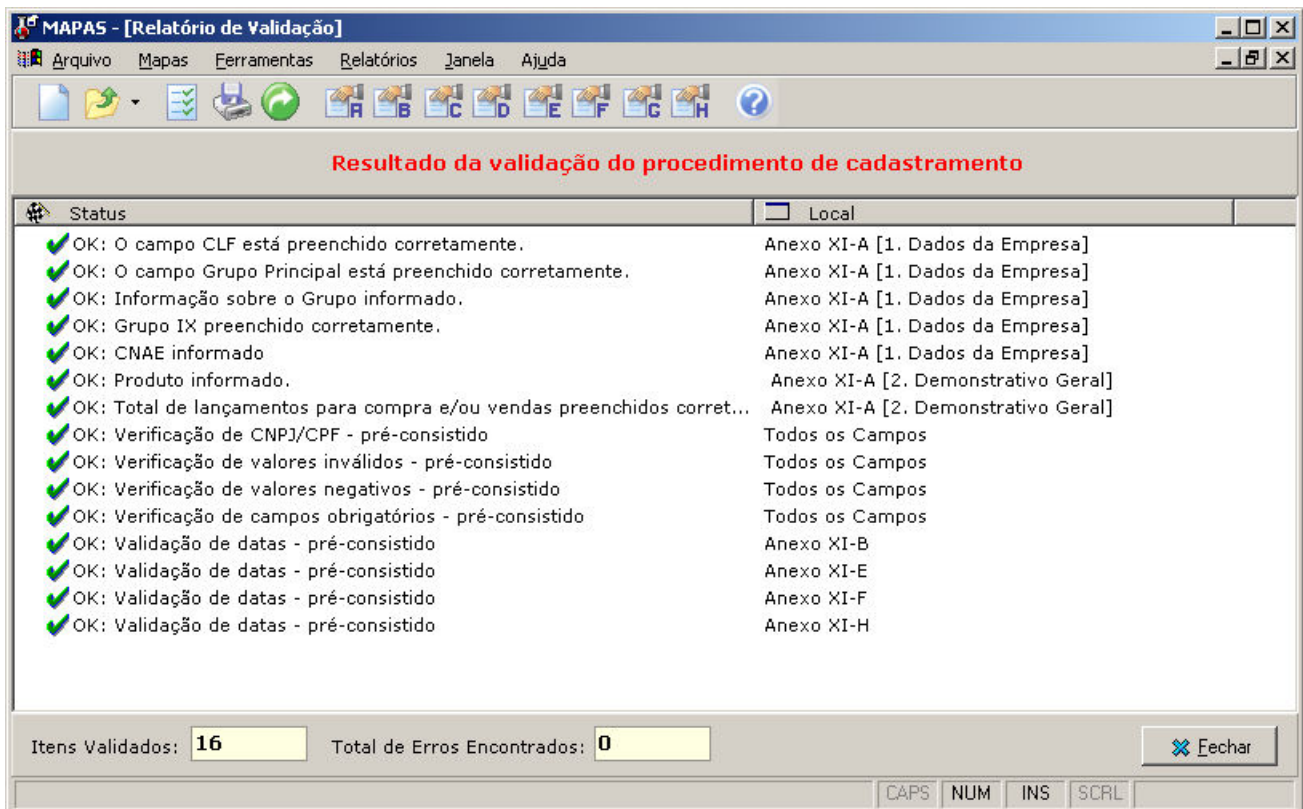 MAPAS - [Relatório de Validação]
Arquivo Mapas Ferramentas Relatórios Janela Ajuda
A B C D E F G H ?
Resultado da validação do procedimento de cadastramento
Status Local
OK: O campo CLF está preenchido corretamente. Anexo XI-A [1. Dados da Empresa]
OK: O campo Grupo Principal está preenchido corretamente. Anexo XI-A [1. Dados da Empresa]
OK: Informação sobre o Grupo informado. Anexo XI-A [1. Dados da Empresa]
OK: Grupo IX preenchido corretamente. Anexo XI-A [1. Dados da Empresa]
OK: CNAE informado Anexo XI-A [1. Dados da Empresa]
OK: Produto informado. Anexo XI-A [2. Demonstrativo Geral]
OK: Total de lançamentos para compra e/ou vendas preenchidos corret... Anexo XI-A [2. Demonstrativo Geral]
OK: Verificação de CNPJ/CPF - pré-consistido Todos os Campos
OK: Verificação de valores inválidos - pré-consistido Todos os Campos
OK: Verificação de valores negativos - pré-consistido Todos os Campos
OK: Verificação de campos obrigatórios - pré-consistido Todos os Campos
OK: Validação de datas - pré-consistido Anexo XI-B
OK: Validação de datas - pré-consistido Anexo XI-E
OK: Validação de datas - pré-consistido Anexo XI-F
OK: Validação de datas - pré-consistido Anexo XI-H
Itens Validados: 16 Total de Erros Encontrados: 0 Fechar
CAPS NUM INS SCRL